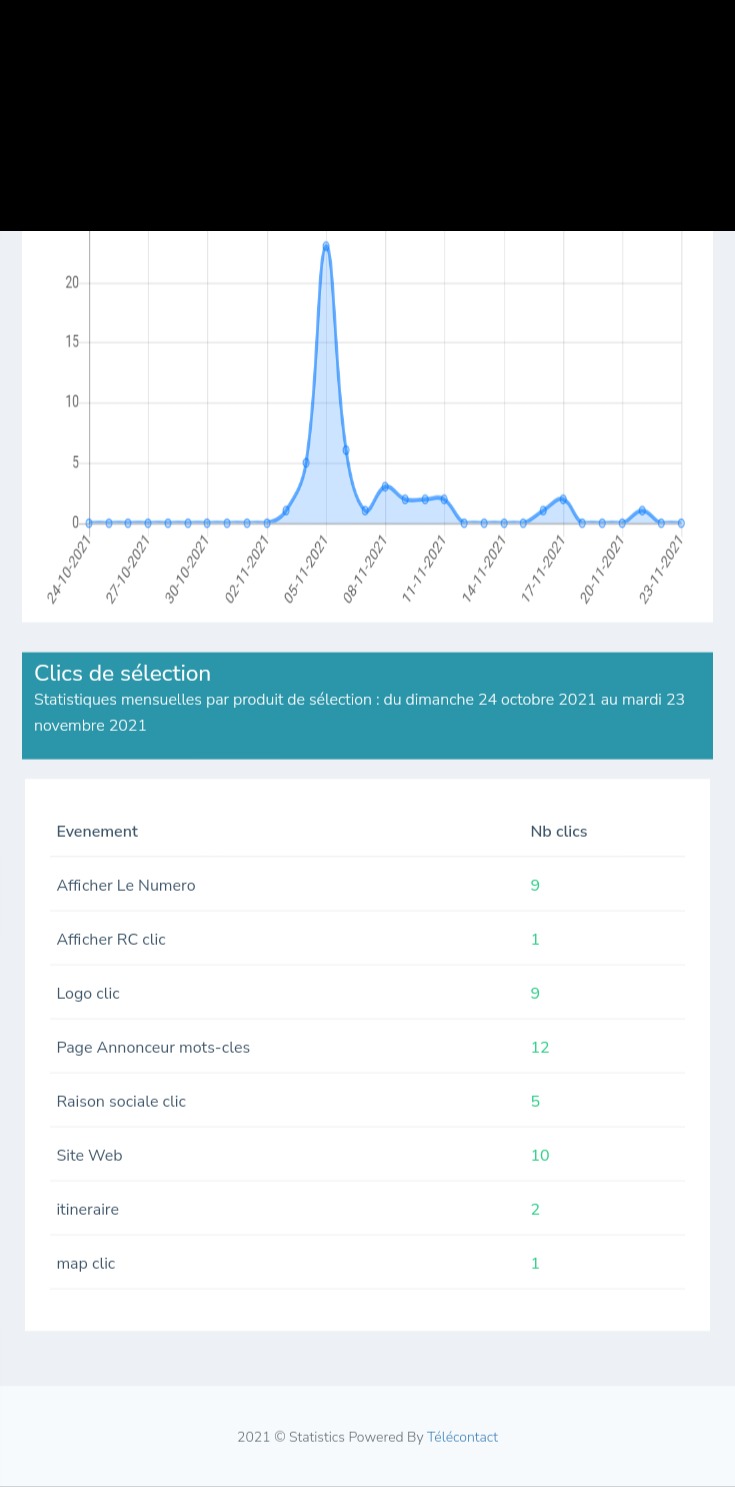 20
15
10
5
0
24-10-2021
27-10-2021
30-10-2021
02-11-2021
05-11-2021
08-11-2021
11-11-2021
14-11-2021
17-11-2021
20-11-2021
23-11-2021
Clics de sélection
Statistiques mensuelles par produit de sélection : du dimanche 24 octobre 2021 au mardi 23
novembre 2021
Evenement Nb clics
Afficher Le Numero 9
Afficher RC clic 1
Logo clic 9
Page Annonceur mots-cles 12
Raison sociale clic 5
Site Web 10
itineraire 2
map clic 1
2021 © Statistics Powered By Télécontact